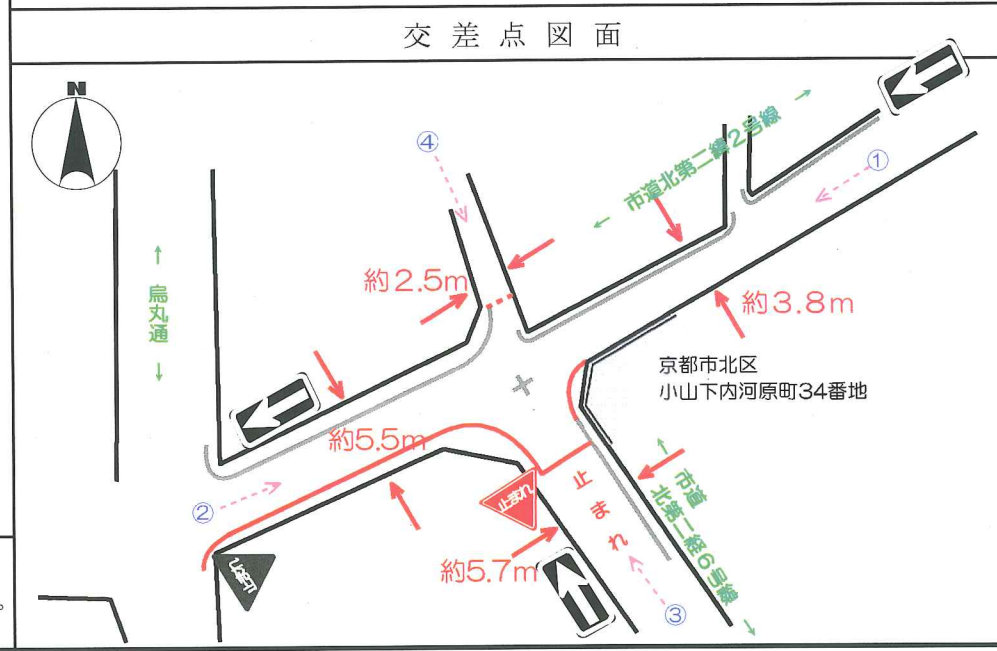 交差点図面
N
④
市道北第二緯2号線
①
約2.5m
烏丸通
約3.8m
京都市北区
小山下内河原町34番地
約5.5m
②
止まれ
止まれ
止まれ
市道
北第二経6号線
約5.7m
③
。